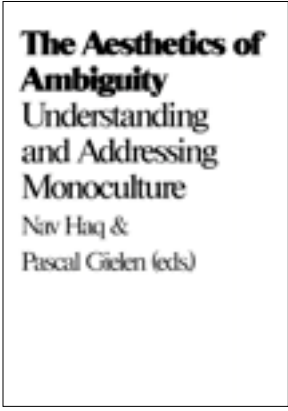 The Aesthetics of
Ambiguity
Understanding
and Addressing
Monoculture
Nav Haq &
Pascal Gielen (eds.)